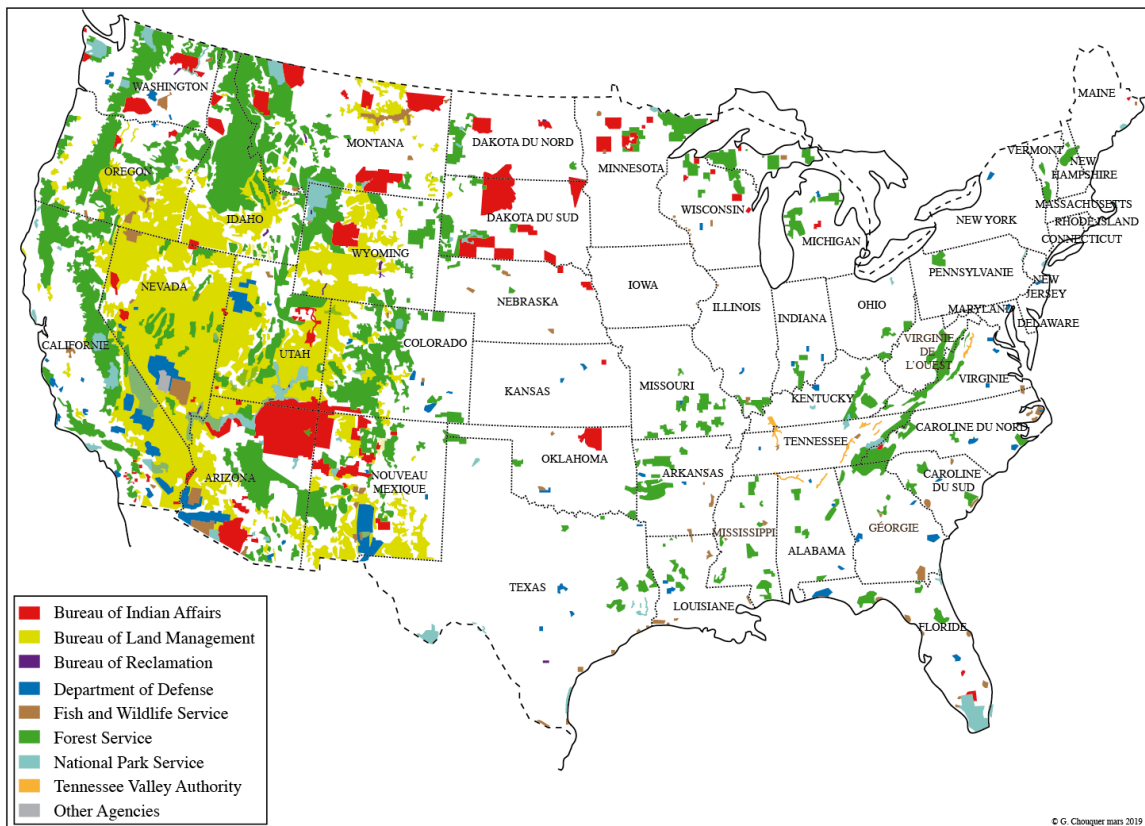 WASHINGTON
MONTANA
DAKOTA DU NORD
MINNESOTA
MAINE
VERMONT
NEW
HAMPSHIRE
OREGON
IDAHO
DAKOTA DU SUD
WISCONSIN
MICHIGAN
NEW YORK
MASSACHUSETTS
RHODE ISLAND
CONNECTICUT
WYOMING
NEVADA
NEBRASKA
IOWA
ILLINOIS
INDIANA
OHIO
PENNSYLVANIE
NEW
JERSEY
MARYLAND
DELAWARE
CALIFORNIE
UTAH
COLORADO
KANSAS
MISSOURI
KENTUCKY
VIRGINIE
DE
L'OUEST
VIRGINIE
ARIZONA
NOUVEAU
MEXIQUE
OKLAHOMA
ARKANSAS
TENNESSEE
CAROLINE DU NORD
CAROLINE
DU SUD
MISSISSIPPI
ALABAMA
GÉORGIE
TEXAS
LOUISIANE
FLORIDE
Bureau of Indian Affairs
Bureau of Land Management
Bureau of Reclamation
Department of Defense
Fish and Wildlife Service
Forest Service
National Park Service
Tennessee Valley Authority
Other Agencies
© G. Chouquer mars 2019